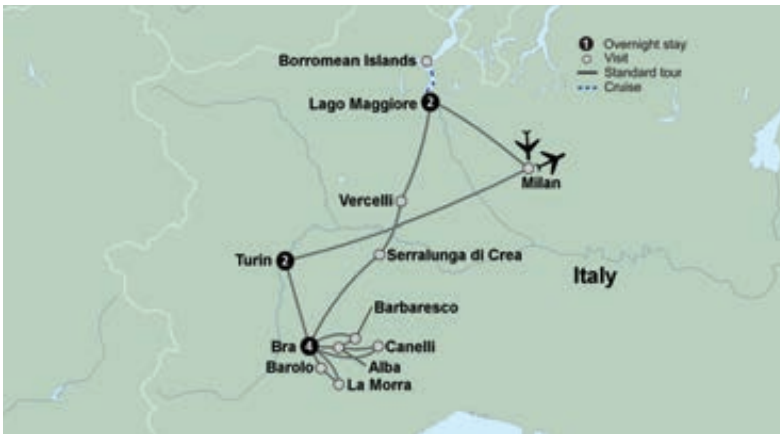 Borromean Islands
1 Overnight stay
Visit
Standard tour
Cruise
Lago Maggiore 2
Milan
Vercelli
Turin 2
Serralunga di Crea
Italy
Barbaresco
Bra 4
Canelli
Barolo
Alba
La Morra